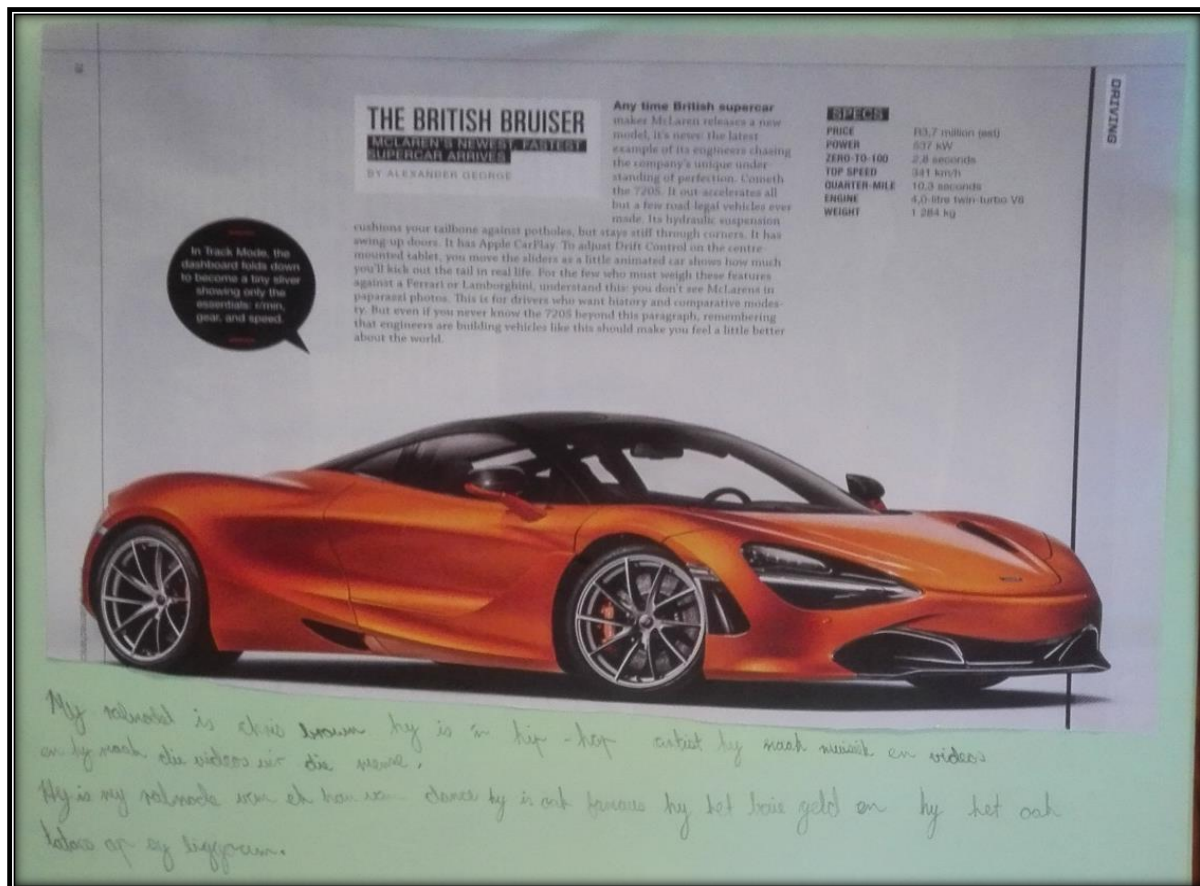 DRIVING
THE BRITISH BRUISER
MCLAREN'S NEWEST, FASTEST
SUPERCAR ARRIVES
BY ALEXANDER GEORGE
Any time British supercar
maker McLaren releases a new
model, it's news: the latest
example of its engineers chasing
the company's unique under-
standing of perfection. Cometh
the 720S. It out-accelerates all
but a few road-legal vehicles ever
made. Its hydraulic suspension
cushions your tailbone against potholes, but stays stiff through corners. It has
swing-up doors. It has Apple CarPlay. To adjust Drift Control on the centre-
mounted tablet, you move the sliders as a little animated car shows how much
you'll kick out the tail in real life. For the few who must weigh these features
against a Ferrari or Lamborghini, understand this: you don't see McLarens in
paparazzi photos. This is for drivers who want history and comparative modes-
ty. But even if you never know the 720S beyond this paragraph, remembering
that engineers are building vehicles like this should make you feel a little better
about the world.
SPECS
PRICE R3,7 million (est)
POWER 537 kW
ZERO-TO-100 2,8 seconds
TOP SPEED 341 km/h
QUARTER-MILE 10,3 seconds
ENGINE 4,0-litre twin-turbo V8
WEIGHT 1 284 kg
In Track Mode, the
dashboard folds down
to become a tiny sliver
showing only the
essentials: r/min,
gear, and speed.
My is chris brown hy is 'n hip-hop hy maak en videos
en hy maak die videos vir die mense.
Hy is my dance hy is ook famous hy het baie geld en hy het ook
op sy